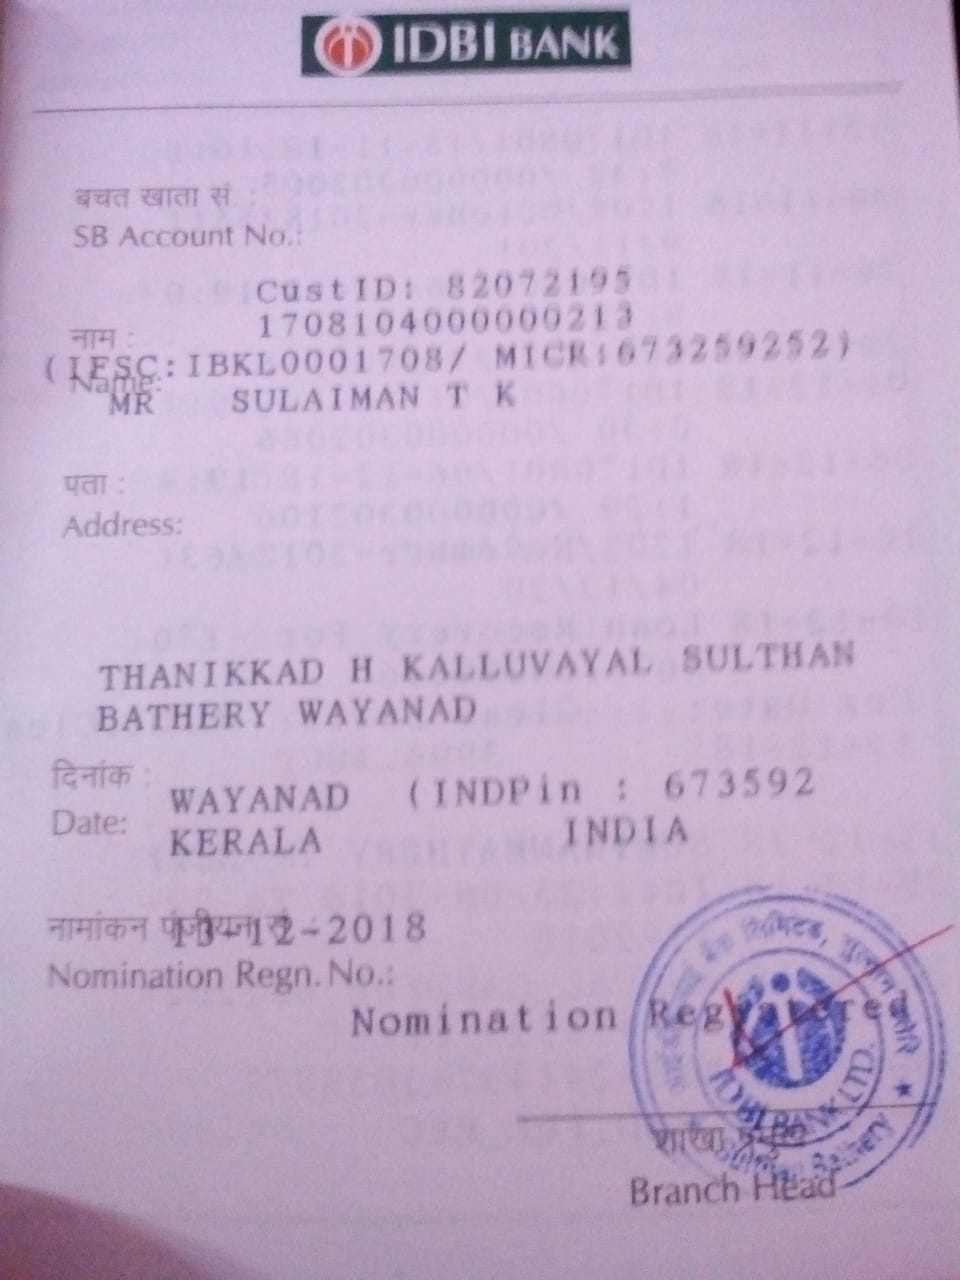 IDBI BANK
बचत खाता सं. :
SB Account No.:
CustID: 82072195
1708104000000213
नाम :
(IFSC:IBKL0001708/ MICR:673259252)
Name:
MR SULAIMAN T K
पता :
Address:
THANIKKAD H KALLUVAYAL SULTHAN
BATHERY WAYANAD
दिनांक :
WAYANAD (INDPin : 673592
Date:
KERALA INDIA
नामांकन पंजीयन सं :
13-12-2018
Nomination Regn. No.:
Nomination Registered
बैंक लिमिटेड,
IDBI BANK LTD.
Bathery
शाखा प्रमुख
Branch Head